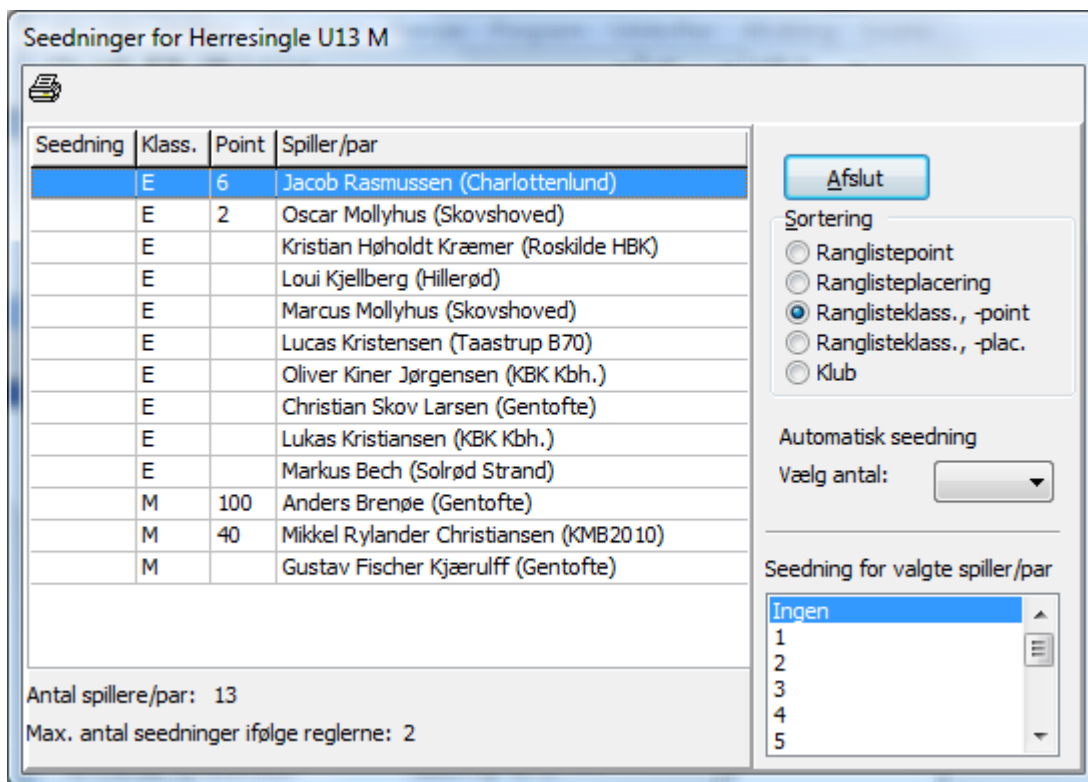 Seedninger for Herresingle U13 M
Seedning Klass. Point Spiller/par
E 6 Jacob Rasmussen (Charlottenlund)
E 2 Oscar Mollyhus (Skovshoved)
E Kristian Høholdt Kræmer (Roskilde HBK)
E Loui Kjellberg (Hillerød)
E Marcus Mollyhus (Skovshoved)
E Lucas Kristensen (Taastrup B70)
E Oliver Kiner Jørgensen (KBK Kbh.)
E Christian Skov Larsen (Gentofte)
E Lukas Kristiansen (KBK Kbh.)
E Markus Bech (Solrød Strand)
M 100 Anders Brenøe (Gentofte)
M 40 Mikkel Rylander Christiansen (KMB2010)
M Gustav Fischer Kjærulff (Gentofte)
Antal spillere/par: 13
Max. antal seedninger ifølge reglerne: 2
Afslut
Sortering
Ranglistepoint
Ranglisteplacering
Ranglisteklass., -point
Ranglisteklass., -plac.
Klub
Automatisk seedning
Vælg antal:
Seedning for valgte spiller/par
Ingen
1
2
3
4
5